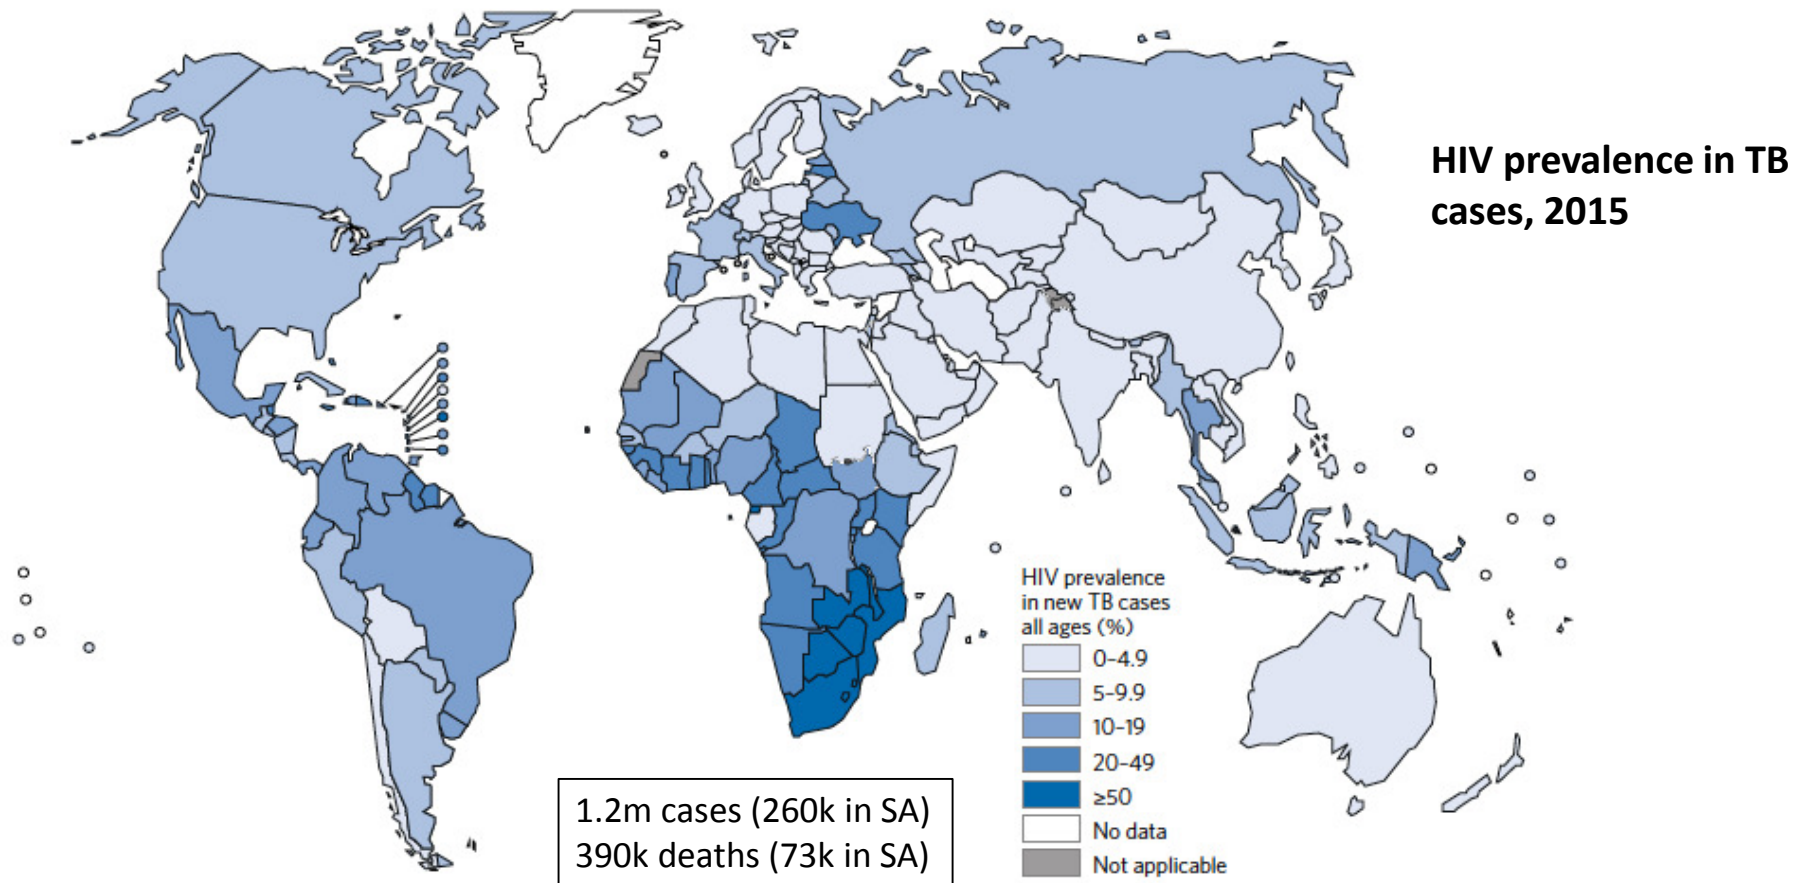 HIV prevalence in TB
cases, 2015
HIV prevalence
in new TB cases
all ages (%)
0–4.9
5–9.9
10–19
20–49
≥50
No data
Not applicable
1.2m cases (260k in SA)
390k deaths (73k in SA)